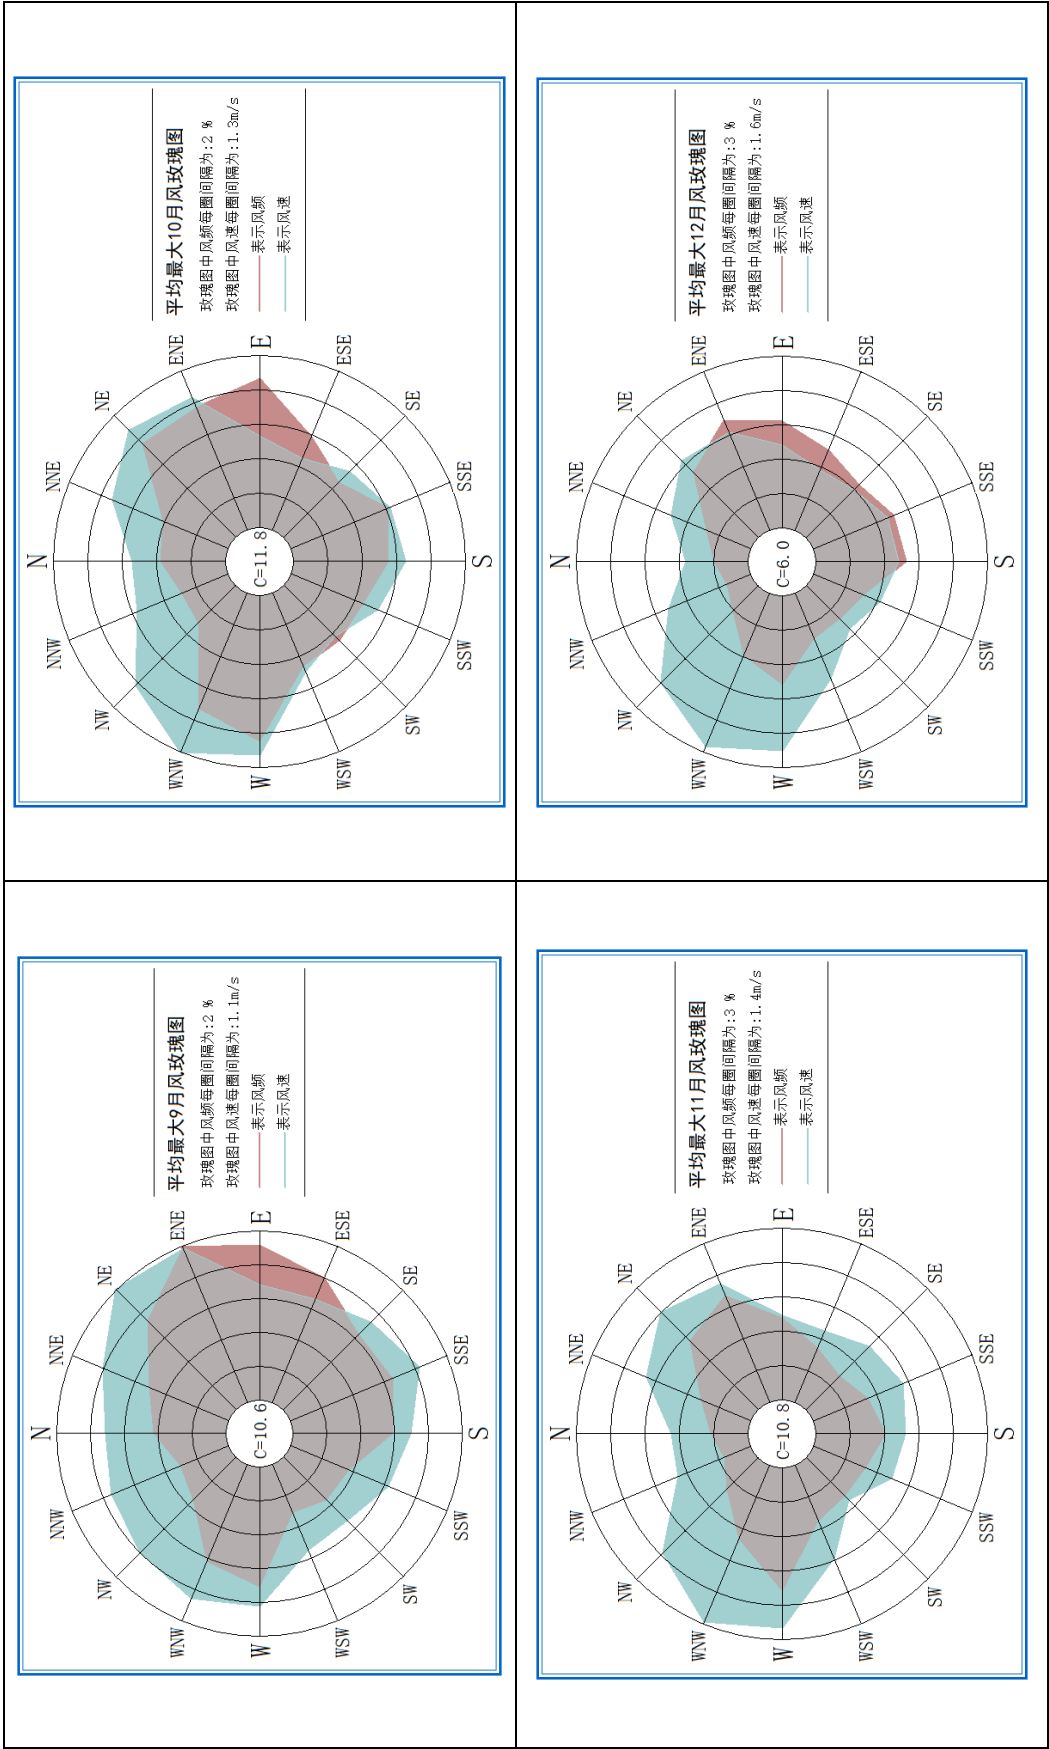 平均最大10月风玫瑰图
玫瑰图中风频每圈间隔为:2 %
玫瑰图中风速每圈间隔为:1.3m/s
表示风频
表示风速
N
NNE
NE
ENE
E
ESE
SE
SSE
S
SSW
SW
WSW
W
WNW
NW
NNW
C=11.8
平均最大12月风玫瑰图
玫瑰图中风频每圈间隔为:3 %
玫瑰图中风速每圈间隔为:1.6m/s
表示风频
表示风速
N
NNE
NE
ENE
E
ESE
SE
SSE
S
SSW
SW
WSW
W
WNW
NW
NNW
C=6.0
平均最大9月风玫瑰图
玫瑰图中风频每圈间隔为:2 %
玫瑰图中风速每圈间隔为:1.1m/s
表示风频
表示风速
N
NNE
NE
ENE
E
ESE
SE
SSE
S
SSW
SW
WSW
W
WNW
NW
NNW
C=10.6
平均最大11月风玫瑰图
玫瑰图中风频每圈间隔为:3 %
玫瑰图中风速每圈间隔为:1.4m/s
表示风频
表示风速
N
NNE
NE
ENE
E
ESE
SE
SSE
S
SSW
SW
WSW
W
WNW
NW
NNW
C=10.8